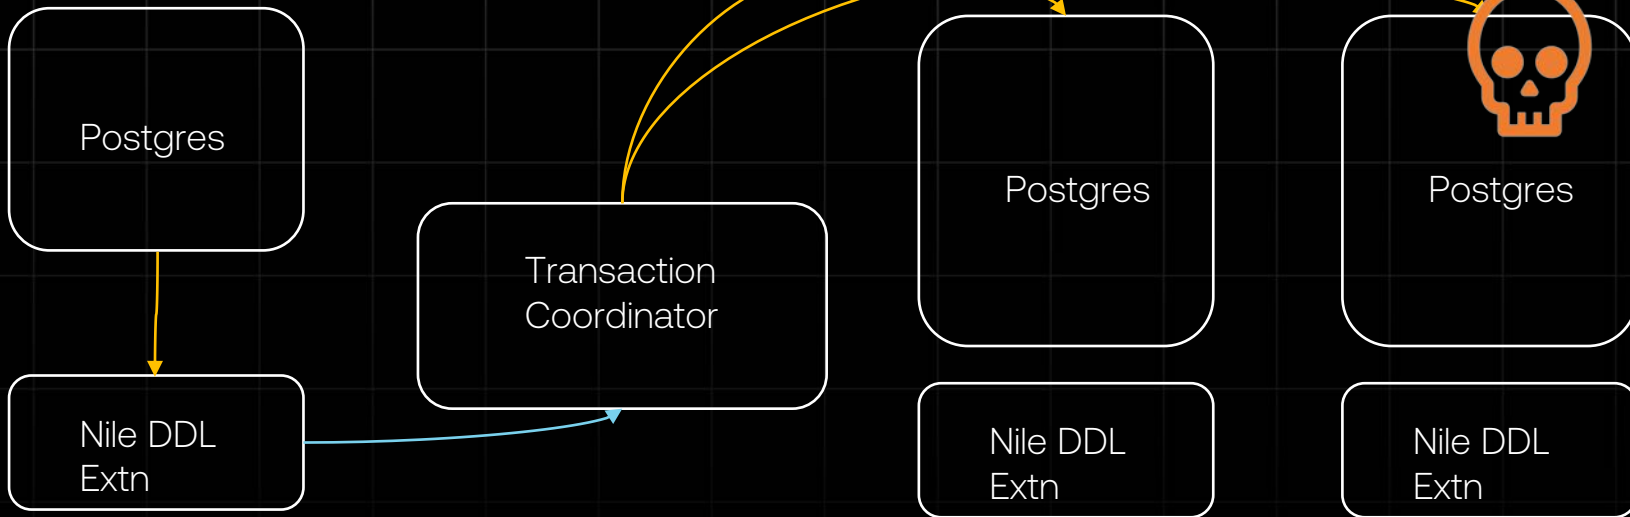 Postgres
Nile DDL
Extn
Transaction
Coordinator
Postgres
Nile DDL
Extn
Postgres
Nile DDL
Extn